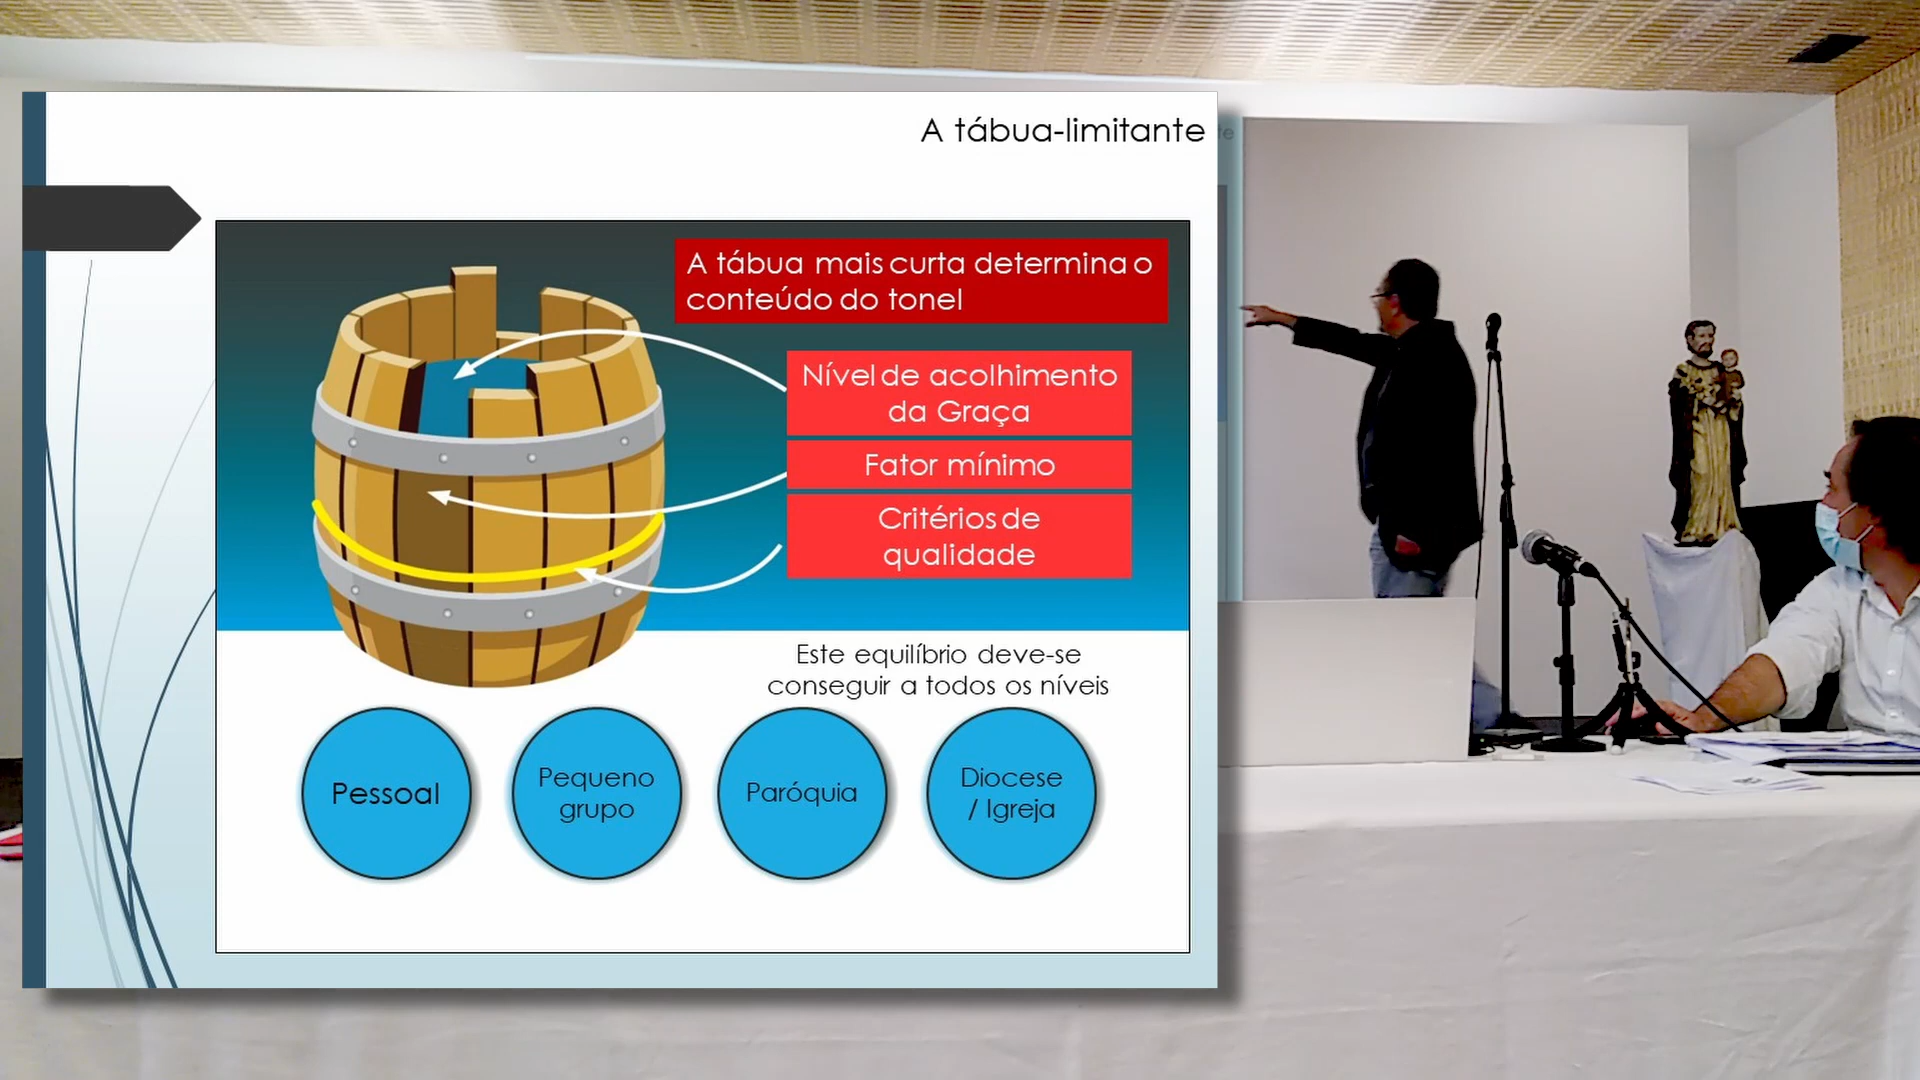 A tábua-limitante
A tábua mais curta determina o
conteúdo do tonel
Nível de acolhimento
da Graça
Fator mínimo
Critérios de
qualidade
Este equilíbrio deve-se
conseguir a todos os níveis
Pessoal
Pequeno
grupo
Paróquia
Diocese
/ Igreja
te